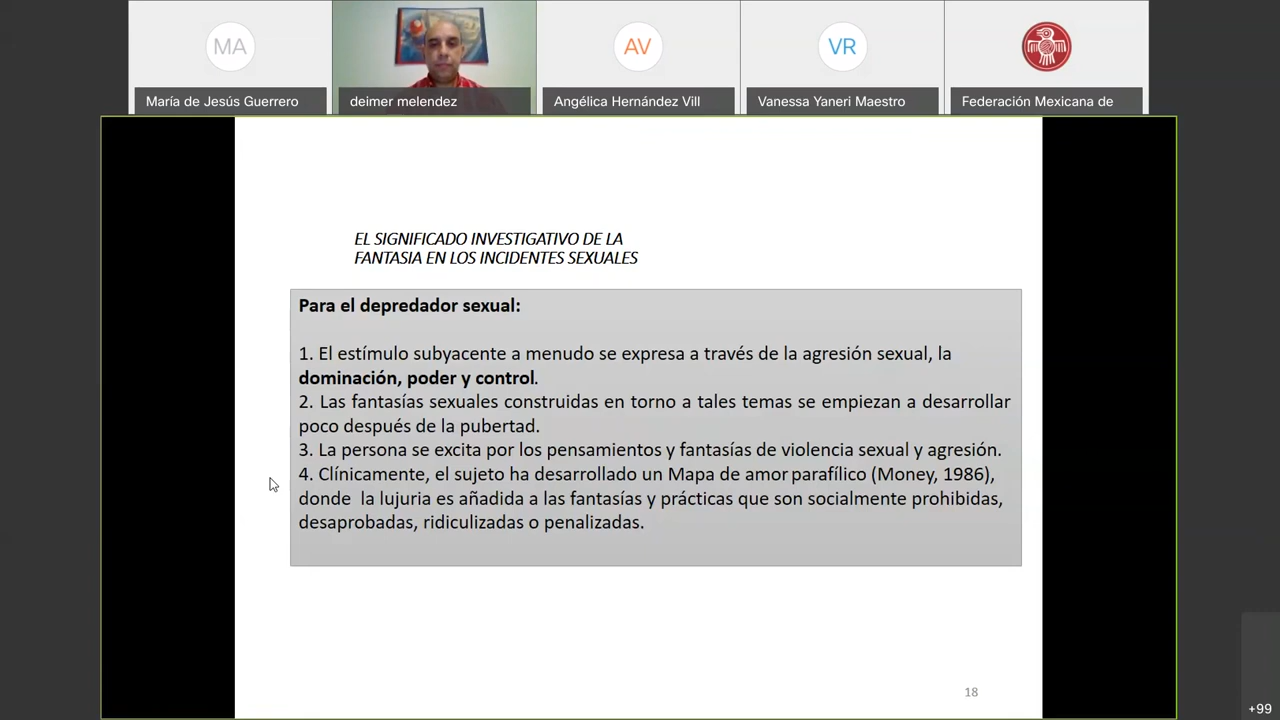 MA
AV
VR
María de Jesús Guerrero
deimer melendez
Angélica Hernández Vill
Vanessa Yaneri Maestro
Federación Mexicana de
EL SIGNIFICADO INVESTIGATIVO DE LA
FANTASIA EN LOS INCIDENTES SEXUALES
Para el depredador sexual:
1. El estímulo subyacente a menudo se expresa a través de la agresión sexual, la
dominación, poder y control.
2. Las fantasías sexuales construidas en torno a tales temas se empiezan a desarrollar
poco después de la pubertad.
3. La persona se excita por los pensamientos y fantasías de violencia sexual y agresión.
4. Clínicamente, el sujeto ha desarrollado un Mapa de amor parafílico (Money, 1986),
donde la lujuria es añadida a las fantasías y prácticas que son socialmente prohibidas,
desaprobadas, ridiculizadas o penalizadas.
18
+99